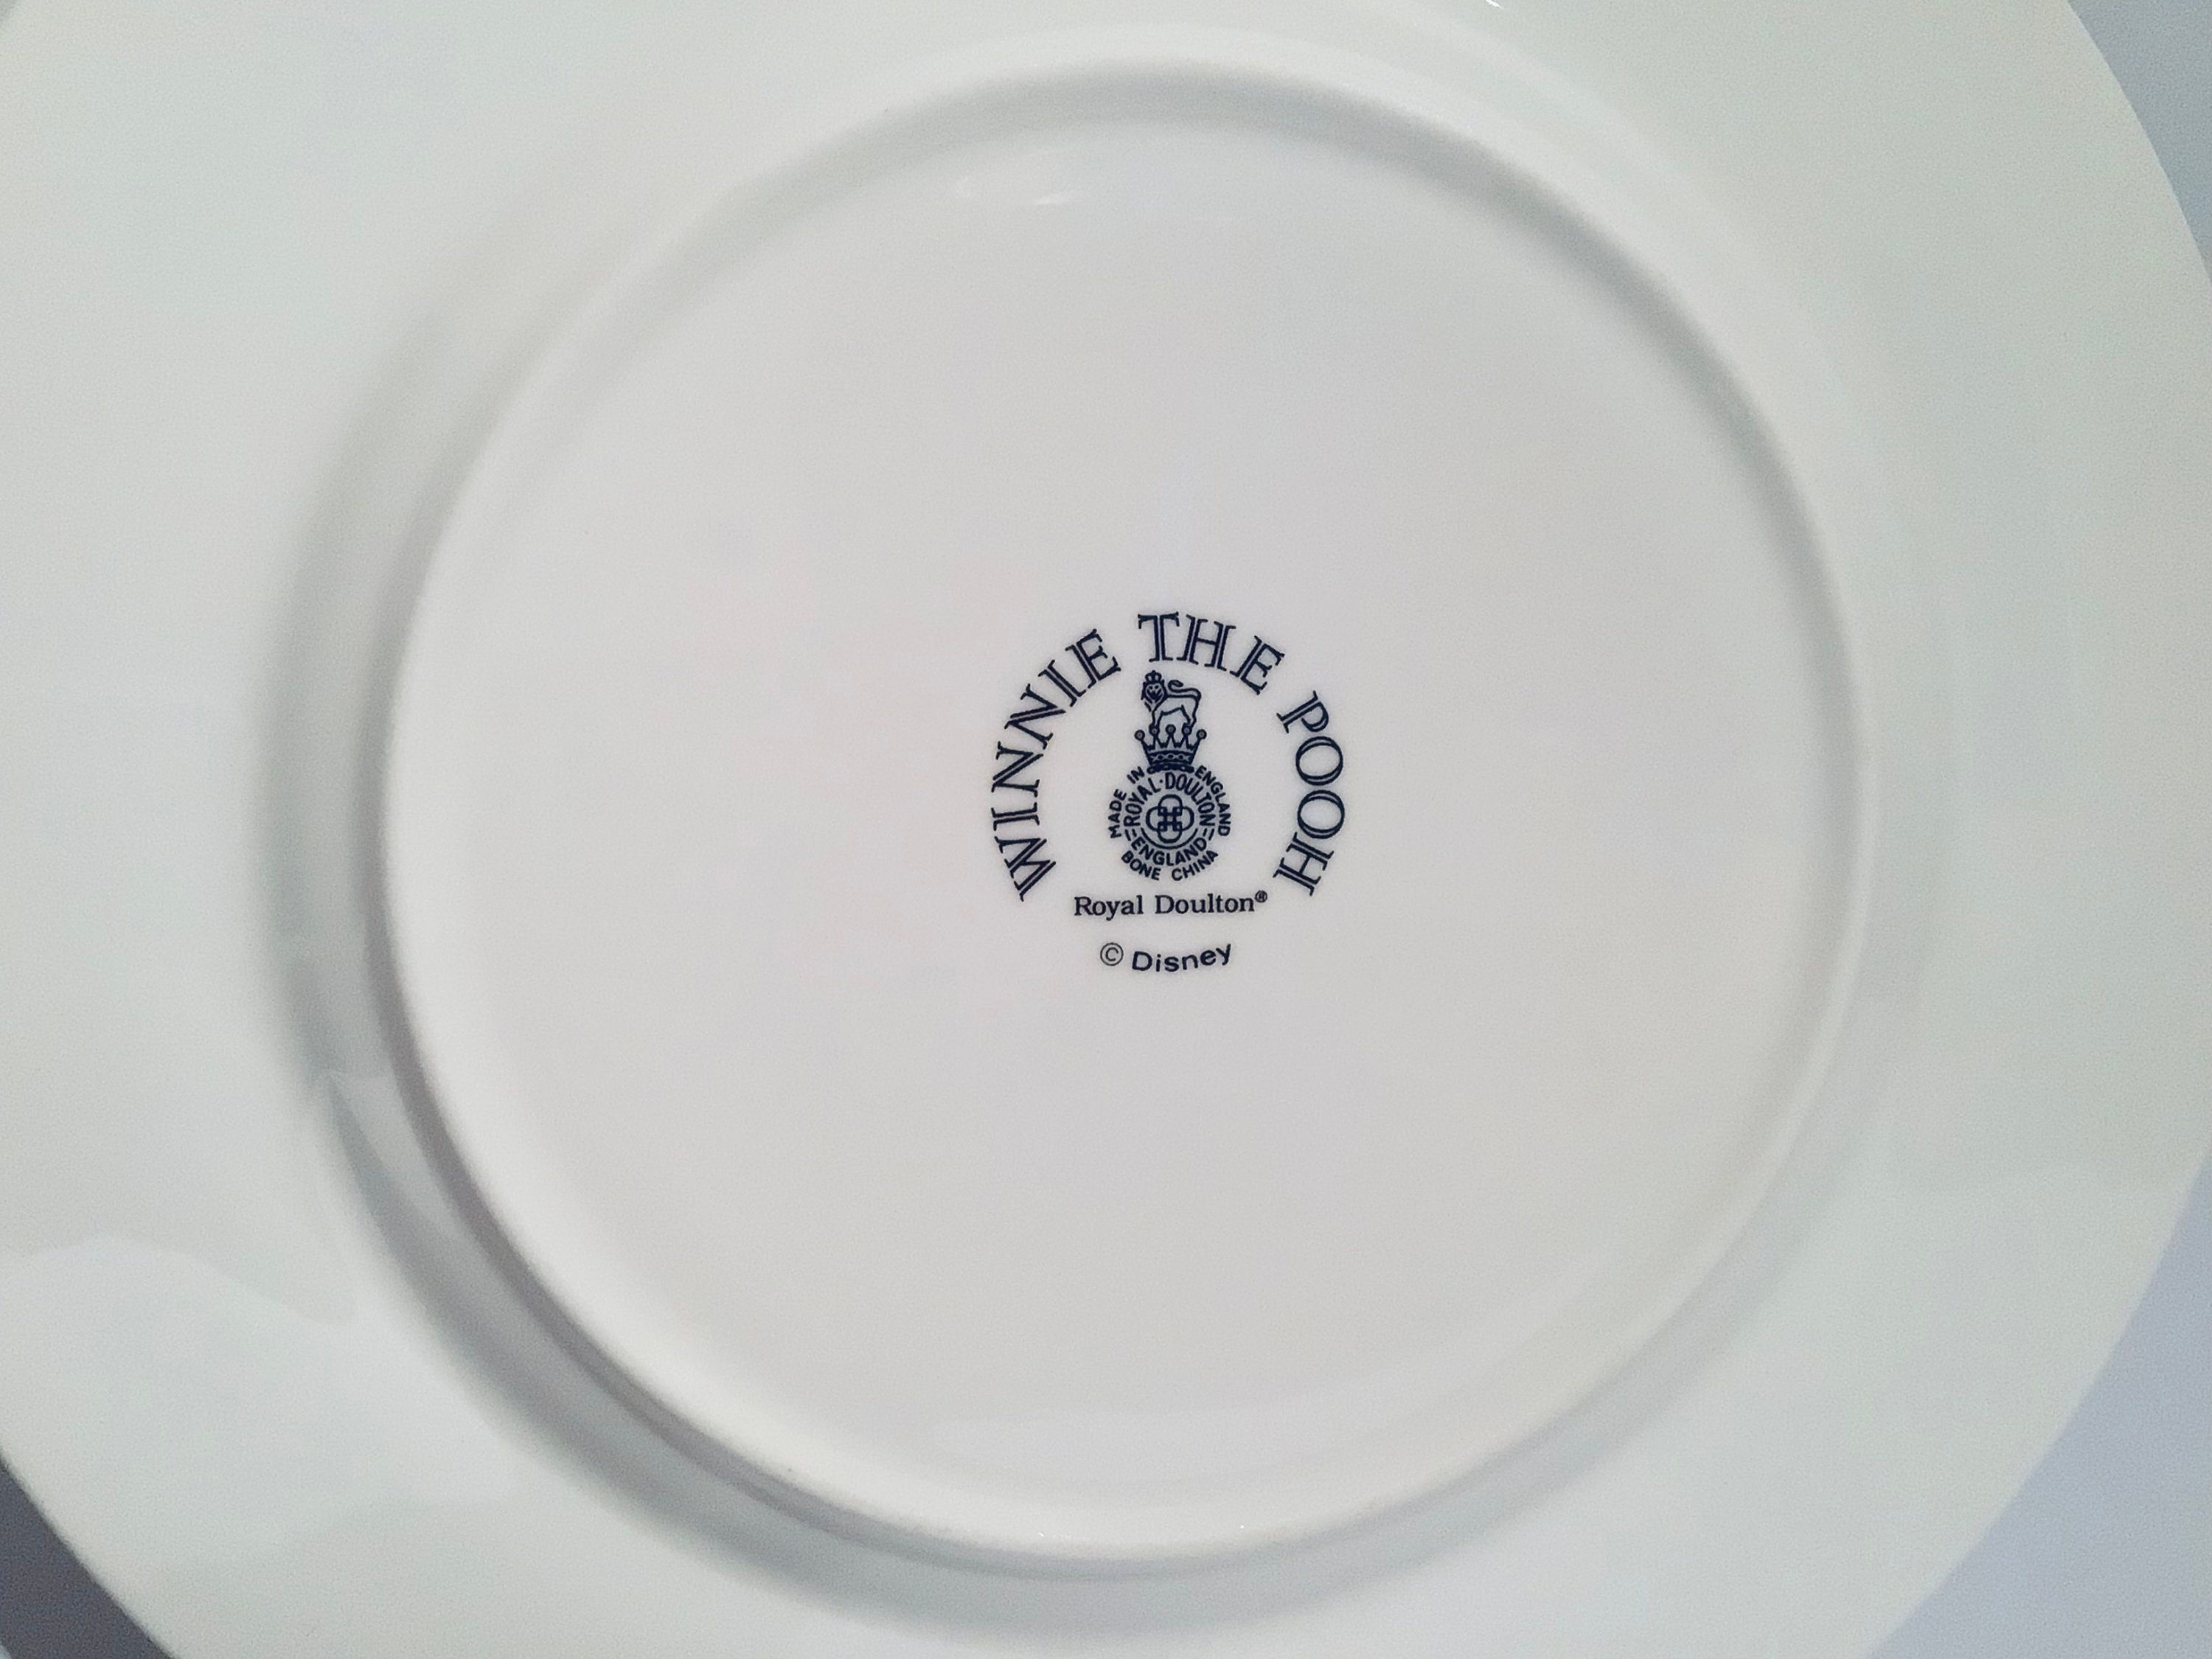 WINNIE THE POOH
MADE IN ENGLAND
ROYAL·DOULTON
ENGLAND
BONE CHINA
Royal Doulton®
© Disney